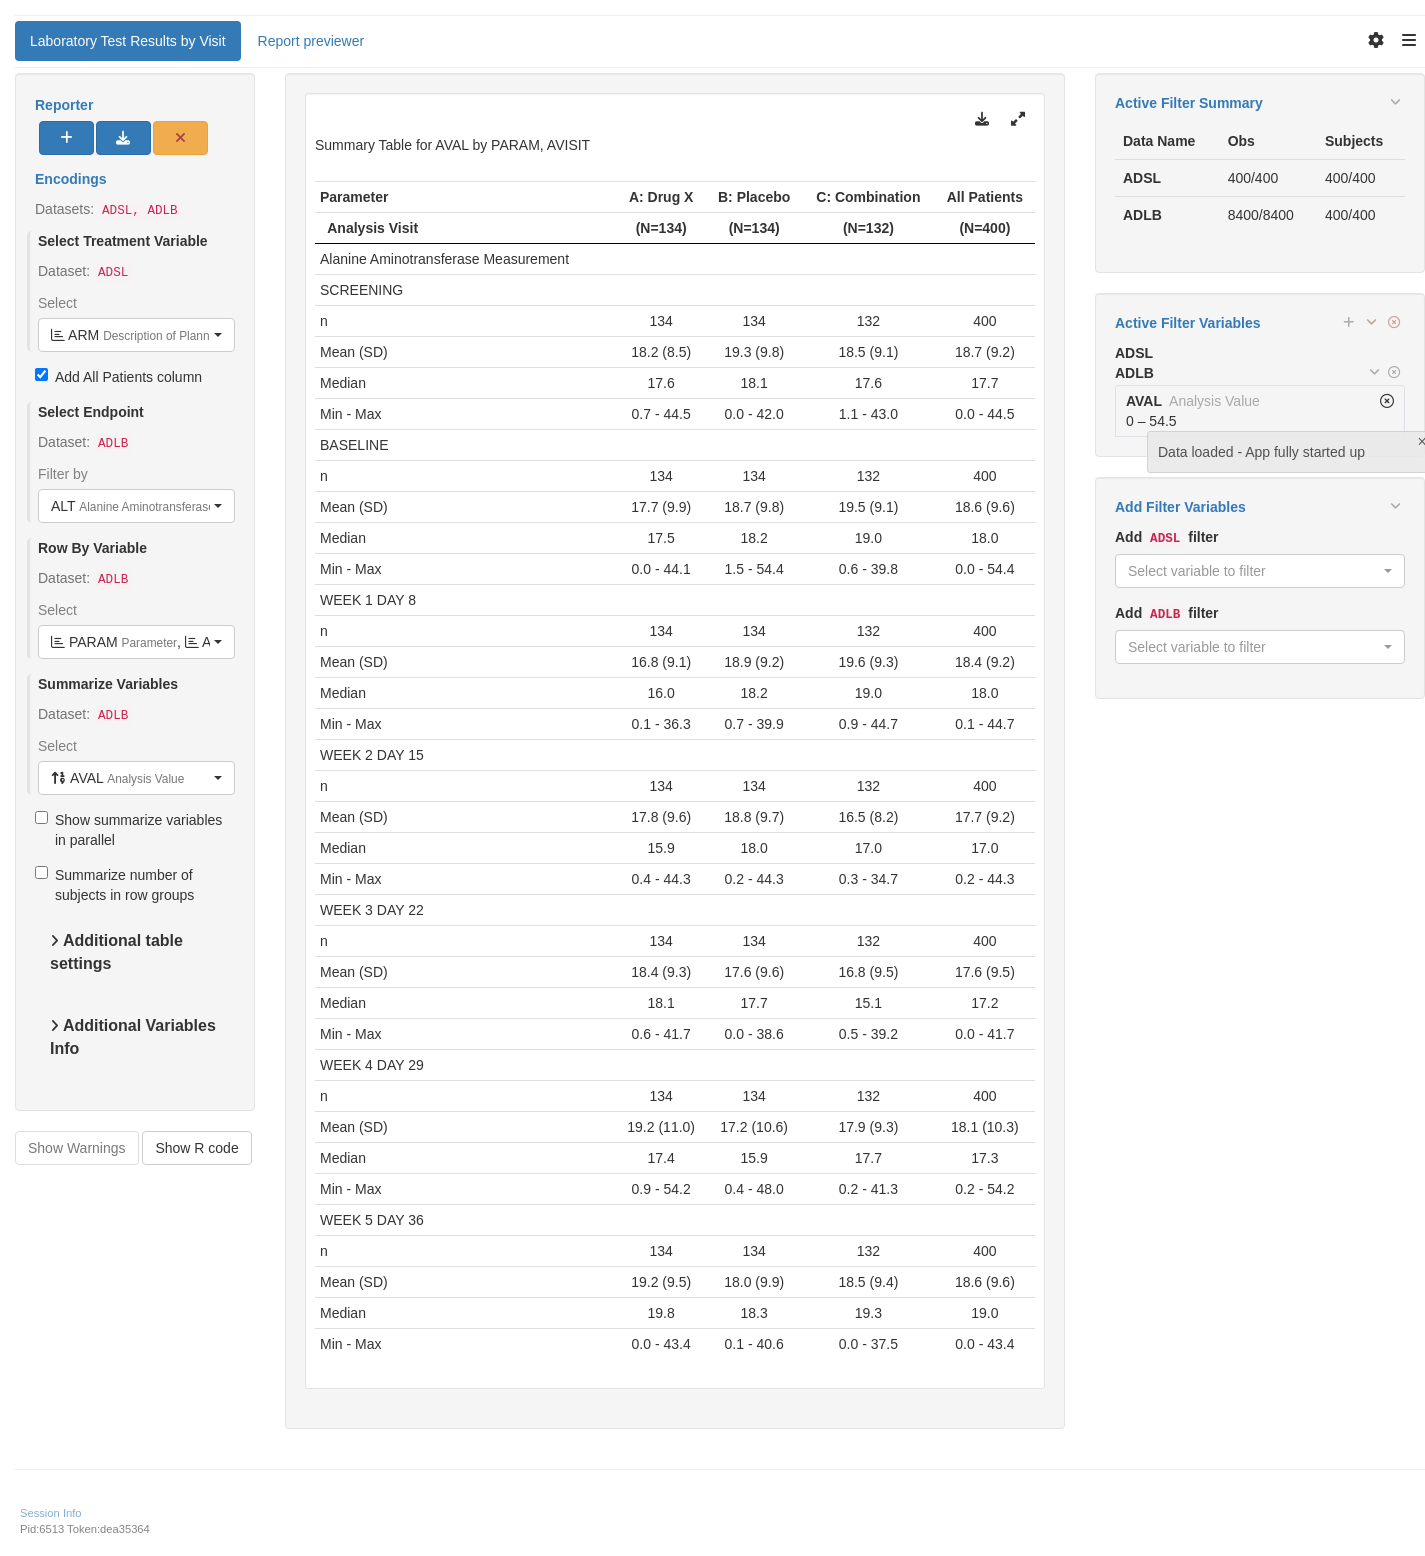 Laboratory Test Results by Visit
Report previewer
Reporter
Encodings
Datasets: ADSL, ADLB
Select Treatment Variable
Dataset: ADSL
Select
ARM Description of Plann
Add All Patients column
Select Endpoint
Dataset: ADLB
Filter by
ALT Alanine Aminotransferase
Row By Variable
Dataset: ADLB
Select
PARAM Parameter, A
Summarize Variables
Dataset: ADLB
Select
AVAL Analysis Value
Show summarize variables
in parallel
Summarize number of
subjects in row groups
Additional table
settings
Additional Variables
Info
Show Warnings
Show R code
Summary Table for AVAL by PARAM, AVISIT
Parameter A: Drug X B: Placebo C: Combination All Patients
Analysis Visit (N=134) (N=134) (N=132) (N=400)
Alanine Aminotransferase Measurement
SCREENING
n 134 134 132 400
Mean (SD) 18.2 (8.5) 19.3 (9.8) 18.5 (9.1) 18.7 (9.2)
Median 17.6 18.1 17.6 17.7
Min - Max 0.7 - 44.5 0.0 - 42.0 1.1 - 43.0 0.0 - 44.5
BASELINE
n 134 134 132 400
Mean (SD) 17.7 (9.9) 18.7 (9.8) 19.5 (9.1) 18.6 (9.6)
Median 17.5 18.2 19.0 18.0
Min - Max 0.0 - 44.1 1.5 - 54.4 0.6 - 39.8 0.0 - 54.4
WEEK 1 DAY 8
n 134 134 132 400
Mean (SD) 16.8 (9.1) 18.9 (9.2) 19.6 (9.3) 18.4 (9.2)
Median 16.0 18.2 19.0 18.0
Min - Max 0.1 - 36.3 0.7 - 39.9 0.9 - 44.7 0.1 - 44.7
WEEK 2 DAY 15
n 134 134 132 400
Mean (SD) 17.8 (9.6) 18.8 (9.7) 16.5 (8.2) 17.7 (9.2)
Median 15.9 18.0 17.0 17.0
Min - Max 0.4 - 44.3 0.2 - 44.3 0.3 - 34.7 0.2 - 44.3
WEEK 3 DAY 22
n 134 134 132 400
Mean (SD) 18.4 (9.3) 17.6 (9.6) 16.8 (9.5) 17.6 (9.5)
Median 18.1 17.7 15.1 17.2
Min - Max 0.6 - 41.7 0.0 - 38.6 0.5 - 39.2 0.0 - 41.7
WEEK 4 DAY 29
n 134 134 132 400
Mean (SD) 19.2 (11.0) 17.2 (10.6) 17.9 (9.3) 18.1 (10.3)
Median 17.4 15.9 17.7 17.3
Min - Max 0.9 - 54.2 0.4 - 48.0 0.2 - 41.3 0.2 - 54.2
WEEK 5 DAY 36
n 134 134 132 400
Mean (SD) 19.2 (9.5) 18.0 (9.9) 18.5 (9.4) 18.6 (9.6)
Median 19.8 18.3 19.3 19.0
Min - Max 0.0 - 43.4 0.1 - 40.6 0.0 - 37.5 0.0 - 43.4
Active Filter Summary
Data Name Obs Subjects
ADSL 400/400 400/400
ADLB 8400/8400 400/400
Active Filter Variables
ADSL
ADLB
AVAL Analysis Value
0 – 54.5
Data loaded - App fully started up
Add Filter Variables
Add ADSL filter
Select variable to filter
Add ADLB filter
Select variable to filter
Session Info
Pid:6513 Token:dea35364